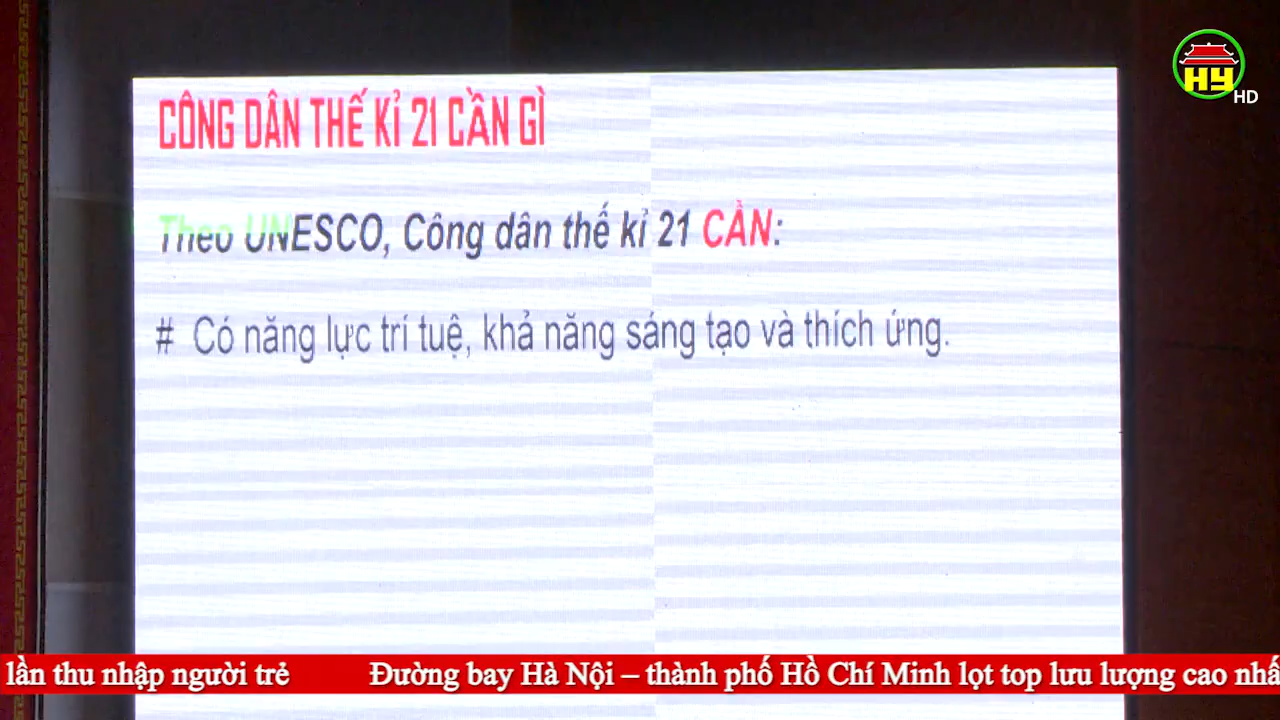 HY
HD
CÔNG DÂN THẾ KỈ 21 CẦN GÌ
Theo UNESCO, Công dân thế kỉ 21 CẦN:
# Có năng lực trí tuệ, khả năng sáng tạo và thích ứng.
lần thu nhập người trẻ Đường bay Hà Nội – thành phố Hồ Chí Minh lọt top lưu lượng cao nhấ